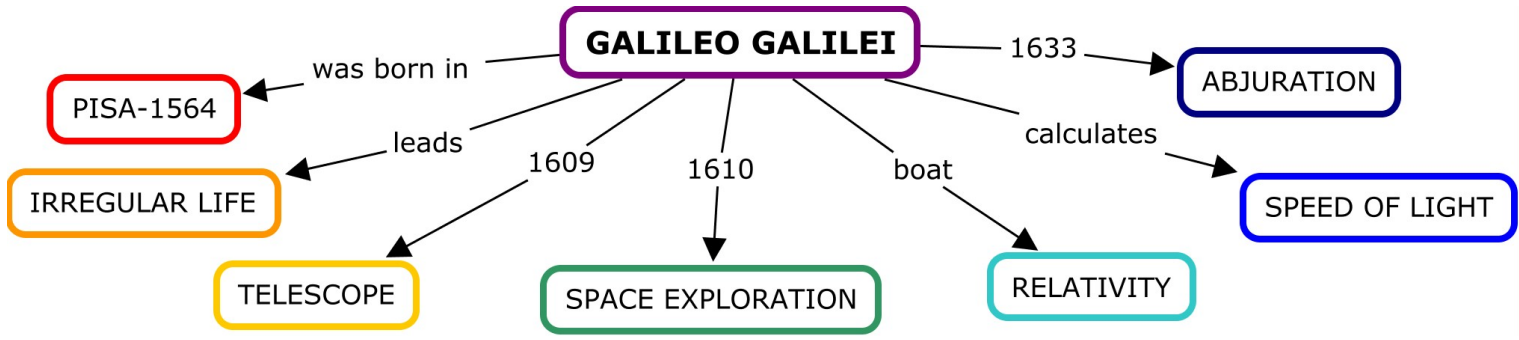 GALILEO GALILEI
was born in
PISA-1564
leads
IRREGULAR LIFE
1609
TELESCOPE
1610
SPACE EXPLORATION
boat
RELATIVITY
calculates
SPEED OF LIGHT
1633
ABJURATION